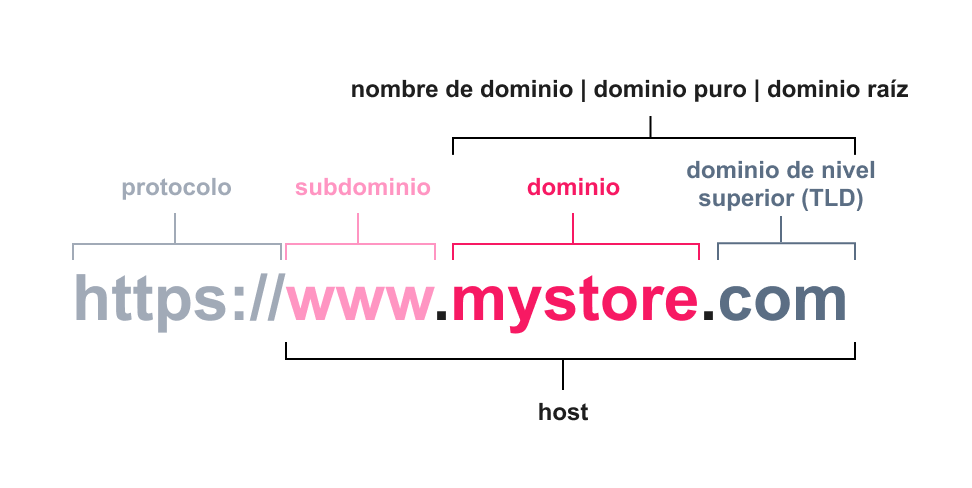 nombre de dominio | dominio puro | dominio raíz
protocolo
subdominio
dominio
dominio de nivel
superior (TLD)
https://www.mystore.com
host